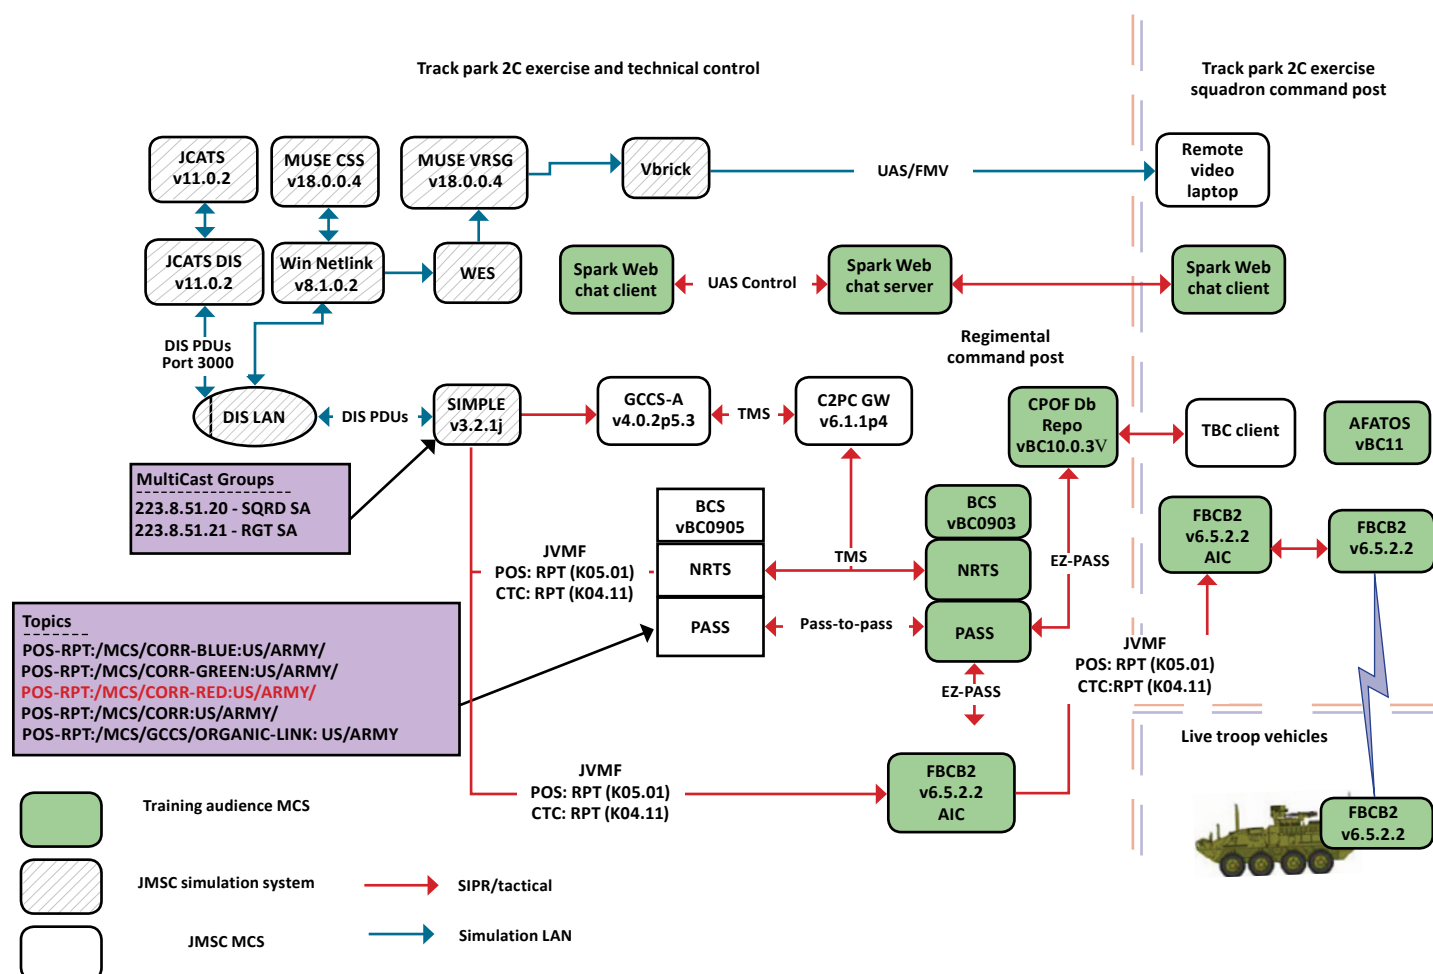 Track park 2C exercise and technical control
Track park 2C exercise
squadron command post
JCATS
v11.0.2
MUSE CSS
v18.0.0.4
MUSE VRSG
v18.0.0.4
Vbrick
UAS/FMV
Remote
video
laptop
JCATS DIS
v11.0.2
Win Netlink
v8.1.0.2
WES
Spark Web
chat client
UAS Control
Spark Web
chat server
Spark Web
chat client
DIS PDUs
Port 3000
Regimental
command post
DIS LAN
DIS PDUs
SIMPLE
v3.2.1j
GCCS-A
v4.0.2p5.3
TMS
C2PC GW
v6.1.1p4
CPOF Db
Repo
vBC10.0.3V
TBC client
AFATOS
vBC11
MultiCast Groups
223.8.51.20 - SQRD SA
223.8.51.21 - RGT SA
BCS
vBC0905
BCS
vBC0903
FBCB2
v6.5.2.2
AIC
FBCB2
v6.5.2.2
JVMF
POS: RPT (K05.01)
CTC: RPT (K04.11)
NRTS
TMS
NRTS
EZ-PASS
Topics
POS-RPT:/MCS/CORR-BLUE:US/ARMY/
POS-RPT:/MCS/CORR-GREEN:US/ARMY/
POS-RPT:/MCS/CORR-RED:US/ARMY/
POS-RPT:/MCS/CORR:US/ARMY/
POS-RPT:/MCS/GCCS/ORGANIC-LINK: US/ARMY
PASS
Pass-to-pass
PASS
EZ-PASS
JVMF
POS: RPT (K05.01)
CTC:RPT (K04.11)
Live troop vehicles
JVMF
POS: RPT (K05.01)
CTC: RPT (K04.11)
FBCB2
v6.5.2.2
AIC
FBCB2
v6.5.2.2
Training audience MCS
JMSC simulation system
SIPR/tactical
JMSC MCS
Simulation LAN